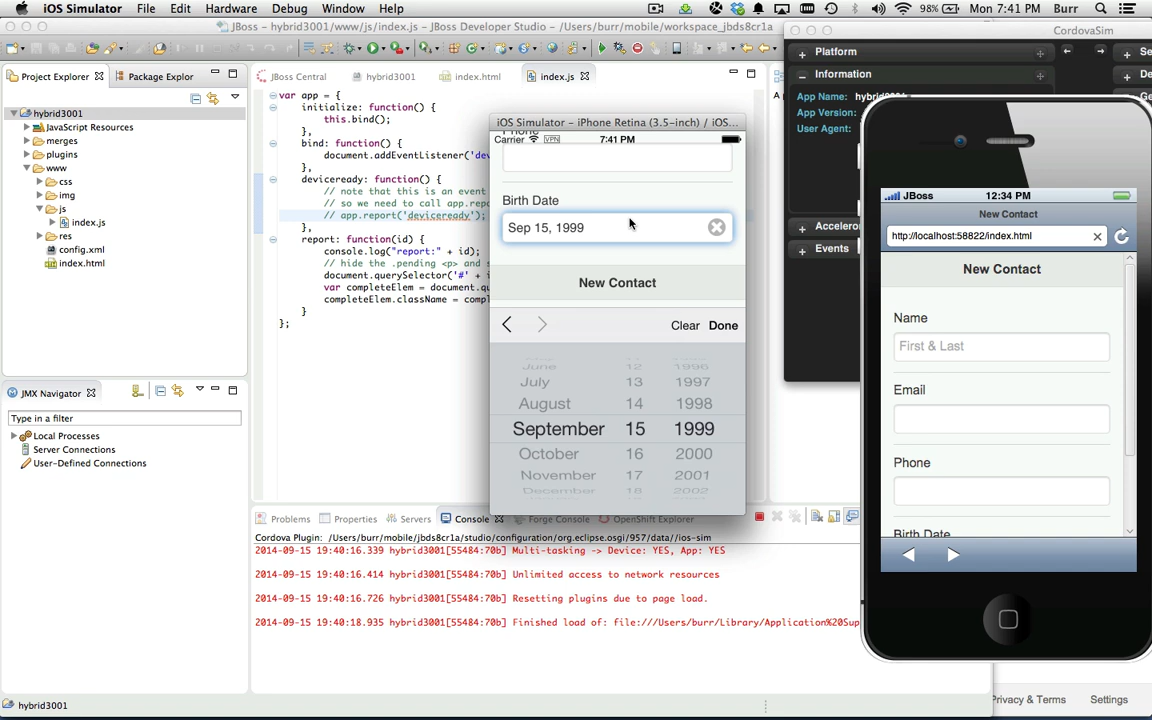 iOS Simulator File Edit Hardware Debug Window Help
98% Mon 7:41 PM Burr
JBoss - hybrid3001/www/js/index.js - JBoss Developer Studio - /Users/burr/mobile/workspace_jbds8cr1a
Project Explorer
Package Explorer
hybrid3001
JavaScript Resources
merges
plugins
www
css
img
js
index.js
res
config.xml
index.html
JMX Navigator
Type in a filter
Local Processes
Server Connections
User-Defined Connections
JBoss Central
hybrid3001
index.html
index.js
var app = {
initialize: function() {
this.bind();
},
bind: function() {
document.addEventListener('dev
},
deviceready: function() {
// note that this is an event
// so we need to call app.repo
// app.report('deviceready');
},
report: function(id) {
console.log("report:" + id);
// hide the .pending <p> and s
document.querySelector('#' + i
var completeElem = document.qu
completeElem.className = compl
}
};
iOS Simulator - iPhone Retina (3.5-inch) / iOS...
Phone
Carrier VPN 7:41 PM
Birth Date
Sep 15, 1999
New Contact
Clear Done
June 12 1996
July 13 1997
August 14 1998
September 15 1999
October 16 2000
November 17 2001
December 18 2002
Problems
Properties
Servers
Console
Forge Console
OpenShift Explorer
Cordova Plugin: /Users/burr/mobile/jbds8cr1a/studio/configuration/org.eclipse.osgi/957/data//ios-sim
2014-09-15 19:40:16.339 hybrid3001[55484:70b] Multi-tasking -> Device: YES, App: YES
2014-09-15 19:40:16.414 hybrid3001[55484:70b] Unlimited access to network resources
2014-09-15 19:40:16.726 hybrid3001[55484:70b] Resetting plugins due to page load.
2014-09-15 19:40:18.935 hybrid3001[55484:70b] Finished load of: file:///Users/burr/Library/Application%20Sup
hybrid3001
CordovaSim
Platform
Information
App Name: hybrid3001
App Version:
User Agent:
Accelero
Events
JBoss 12:34 PM
New Contact
http://localhost:58822/index.html
New Contact
Name
First & Last
Email
Phone
Birth Date
Privacy & Terms Settings